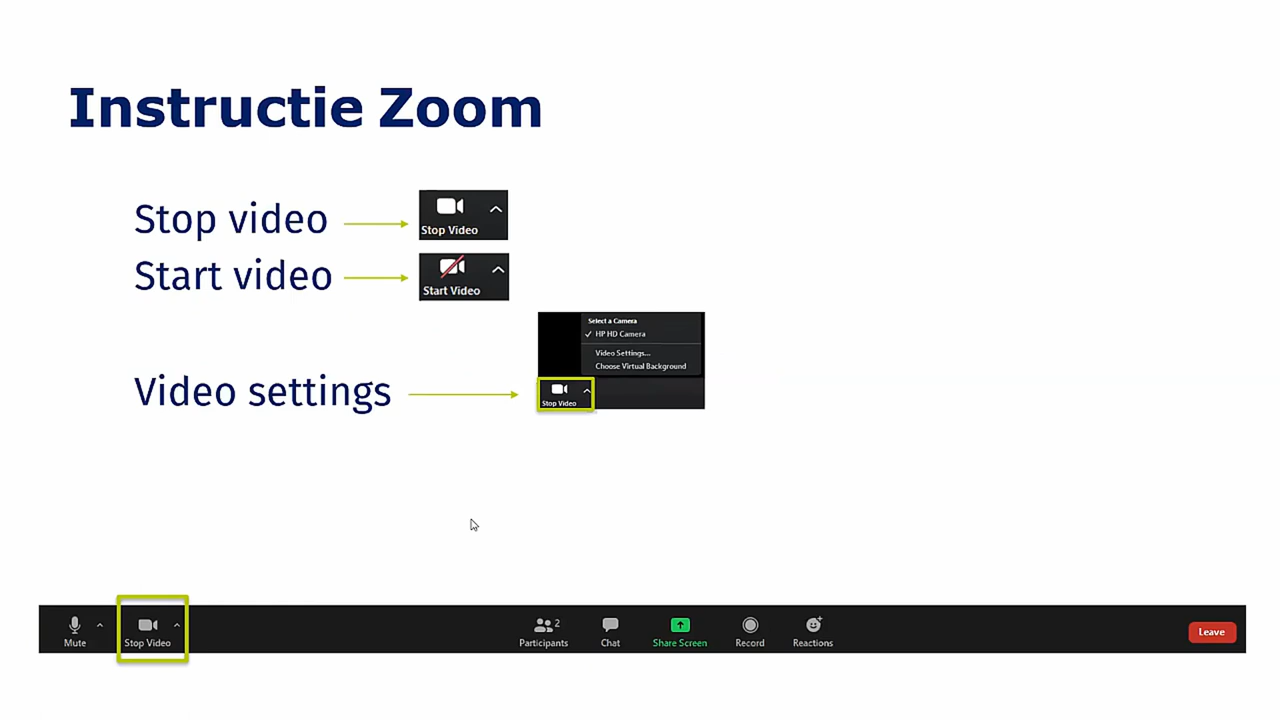 Instructie Zoom
Stop video
Stop Video
Start video
Start Video
Select a Camera
✓ HP HD Camera
Video Settings...
Choose Virtual Background
Video settings
Stop Video
Mute
Stop Video
2
Participants
Chat
Share Screen
Record
Reactions
Leave